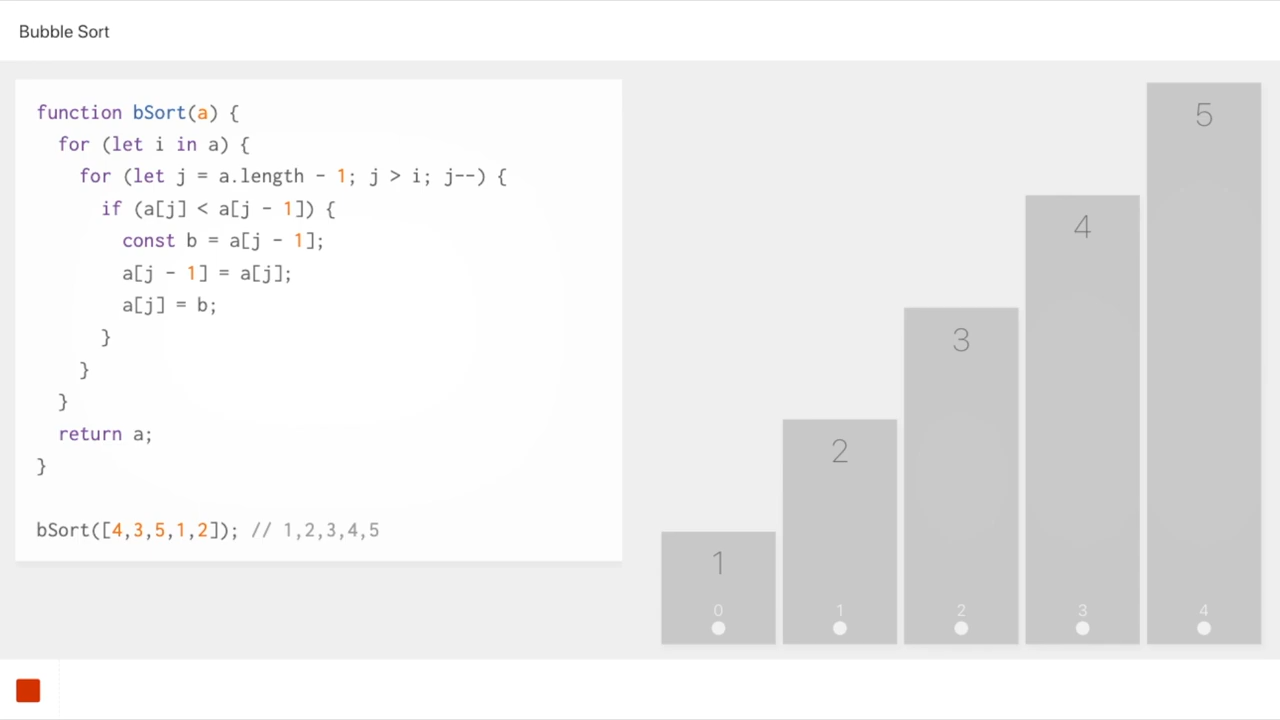 Bubble Sort
function bSort(a) {
for (let i in a) {
for (let j = a.length - 1; j > i; j--) {
if (a[j] < a[j - 1]) {
const b = a[j - 1];
a[j - 1] = a[j];
a[j] = b;
}
}
}
return a;
}
bSort([4,3,5,1,2]); // 1,2,3,4,5
5
4
3
2
1
0 1 2 3 4